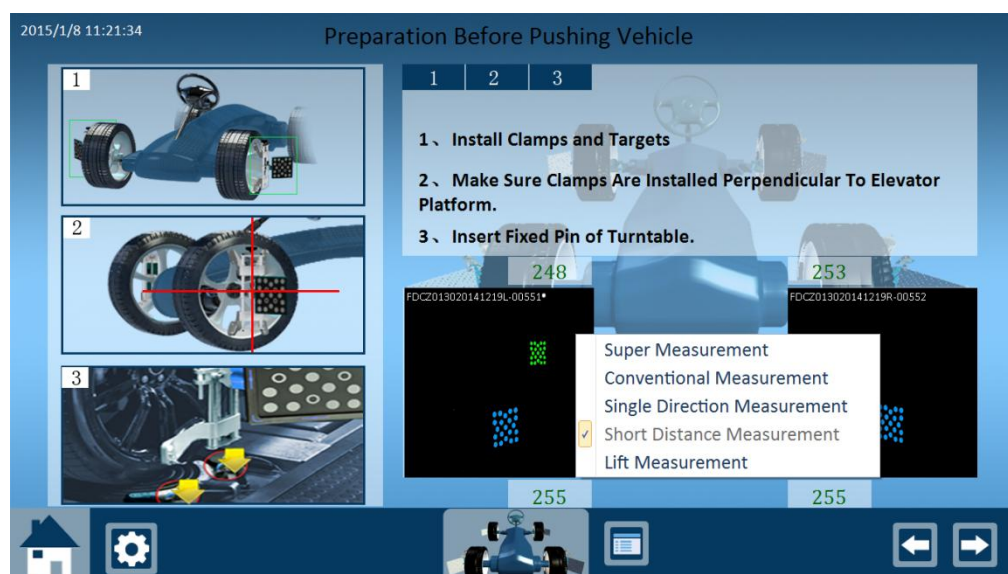 2015/1/8 11:21:34
Preparation Before Pushing Vehicle
1
2
3
1 2 3
1、Install Clamps and Targets
2、Make Sure Clamps Are Installed Perpendicular To Elevator
Platform.
3、Insert Fixed Pin of Turntable.
248
253
FDCZ013020141219L-00551*
FDCZ013020141219R-00552
Super Measurement
Conventional Measurement
Single Direction Measurement
✓ Short Distance Measurement
Lift Measurement
255
255